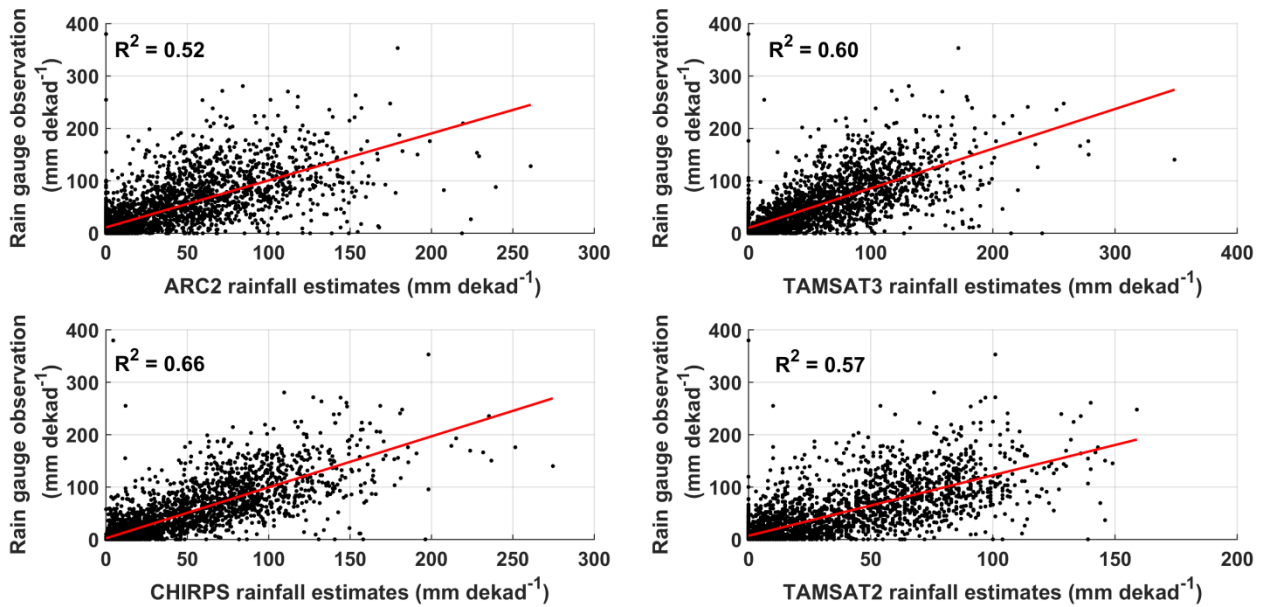 Rain gauge observation
(mm dekad⁻¹)
400
300
200
100
0
R² = 0.52
0 50 100 150 200 250 300
ARC2 rainfall estimates (mm dekad⁻¹)
Rain gauge observation
(mm dekad⁻¹)
400
300
200
100
0
R² = 0.60
0 100 200 300 400
TAMSAT3 rainfall estimates (mm dekad⁻¹)
Rain gauge observation
(mm dekad⁻¹)
400
300
200
100
0
R² = 0.66
0 50 100 150 200 250 300
CHIRPS rainfall estimates (mm dekad⁻¹)
Rain gauge observation
(mm dekad⁻¹)
400
300
200
100
0
R² = 0.57
0 50 100 150 200
TAMSAT2 rainfall estimates (mm dekad⁻¹)